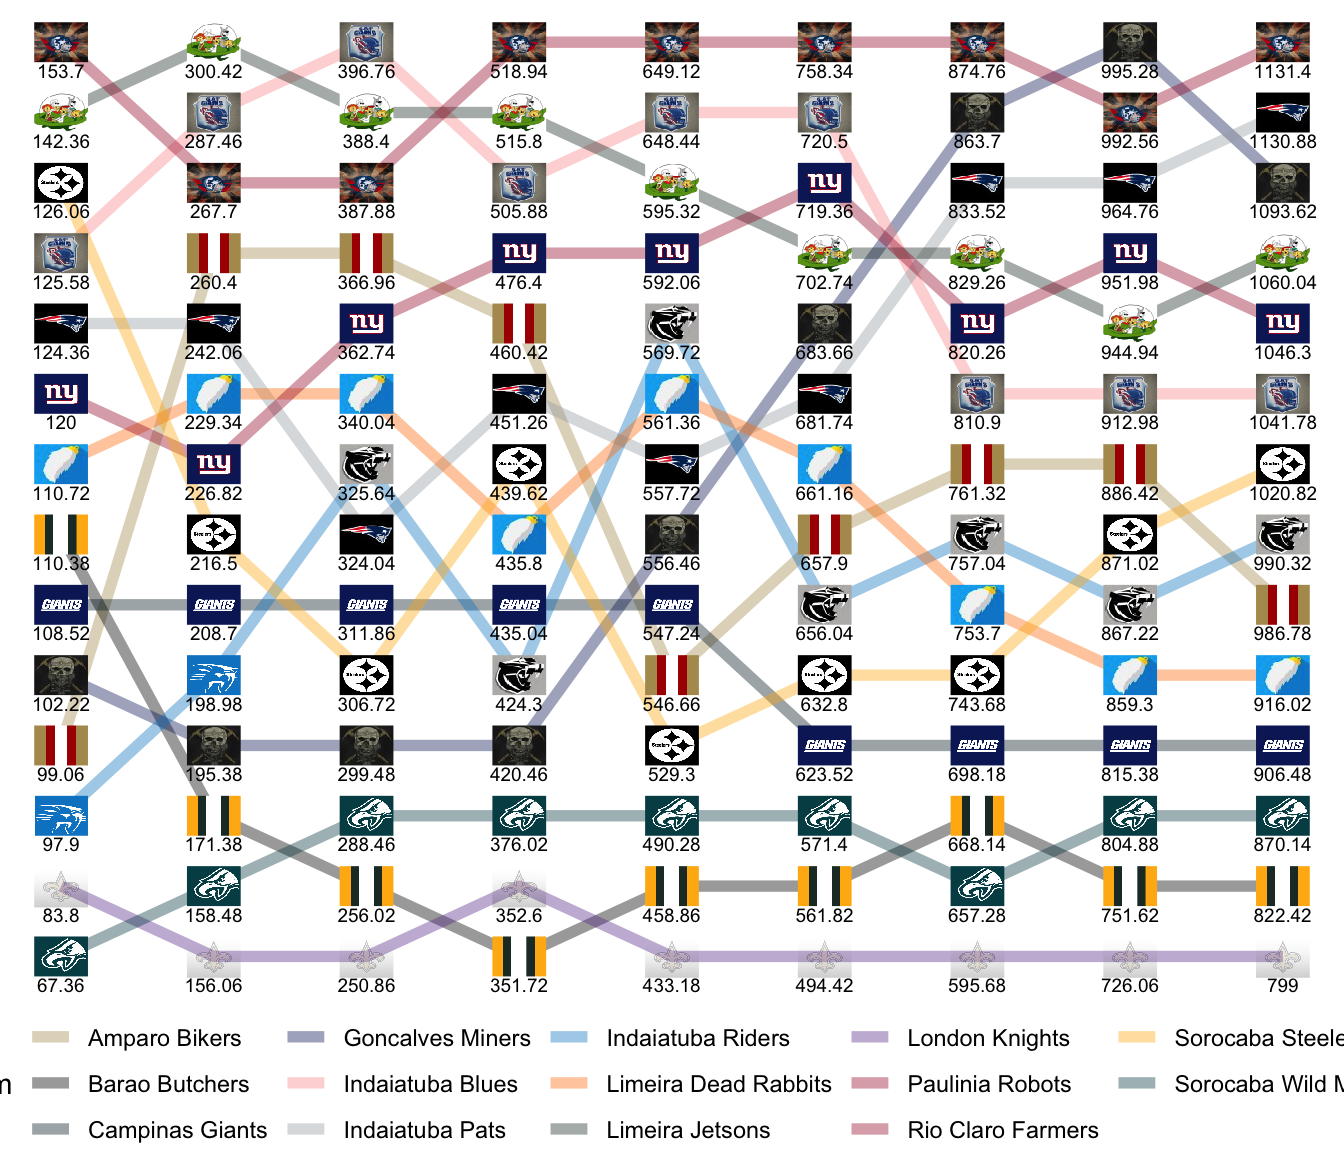 153.7 300.42 396.76 518.94 649.12 758.34 874.76 995.28 1131.4
142.36 287.46 388.4 515.8 648.44 720.5 863.7 992.56 1130.88
126.06 267.7 387.88 505.88 595.32 719.36 833.52 964.76 1093.62
125.58 260.4 366.96 476.4 592.06 702.74 829.26 951.98 1060.04
124.36 242.06 362.74 460.42 569.72 683.66 820.26 944.94 1046.3
120 229.34 340.04 451.26 561.36 681.74 810.9 912.98 1041.78
110.72 226.82 325.64 439.62 557.72 661.16 761.32 886.42 1020.82
110.38 216.5 324.04 435.8 556.46 657.9 757.04 871.02 990.32
108.52 208.7 311.86 435.04 547.24 656.04 753.7 867.22 986.78
102.22 198.98 306.72 424.3 546.66 632.8 743.68 859.3 916.02
99.06 195.38 299.48 420.46 529.3 623.52 698.18 815.38 906.48
97.9 171.38 288.46 376.02 490.28 571.4 668.14 804.88 870.14
83.8 158.48 256.02 352.6 458.86 561.82 657.28 751.62 822.42
67.36 156.06 250.86 351.72 433.18 494.42 595.68 726.06 799
Amparo Bikers Goncalves Miners Indaiatuba Riders London Knights Sorocaba Steele
m Barao Butchers Indaiatuba Blues Limeira Dead Rabbits Paulinia Robots Sorocaba Wild M
Campinas Giants Indaiatuba Pats Limeira Jetsons Rio Claro Farmers